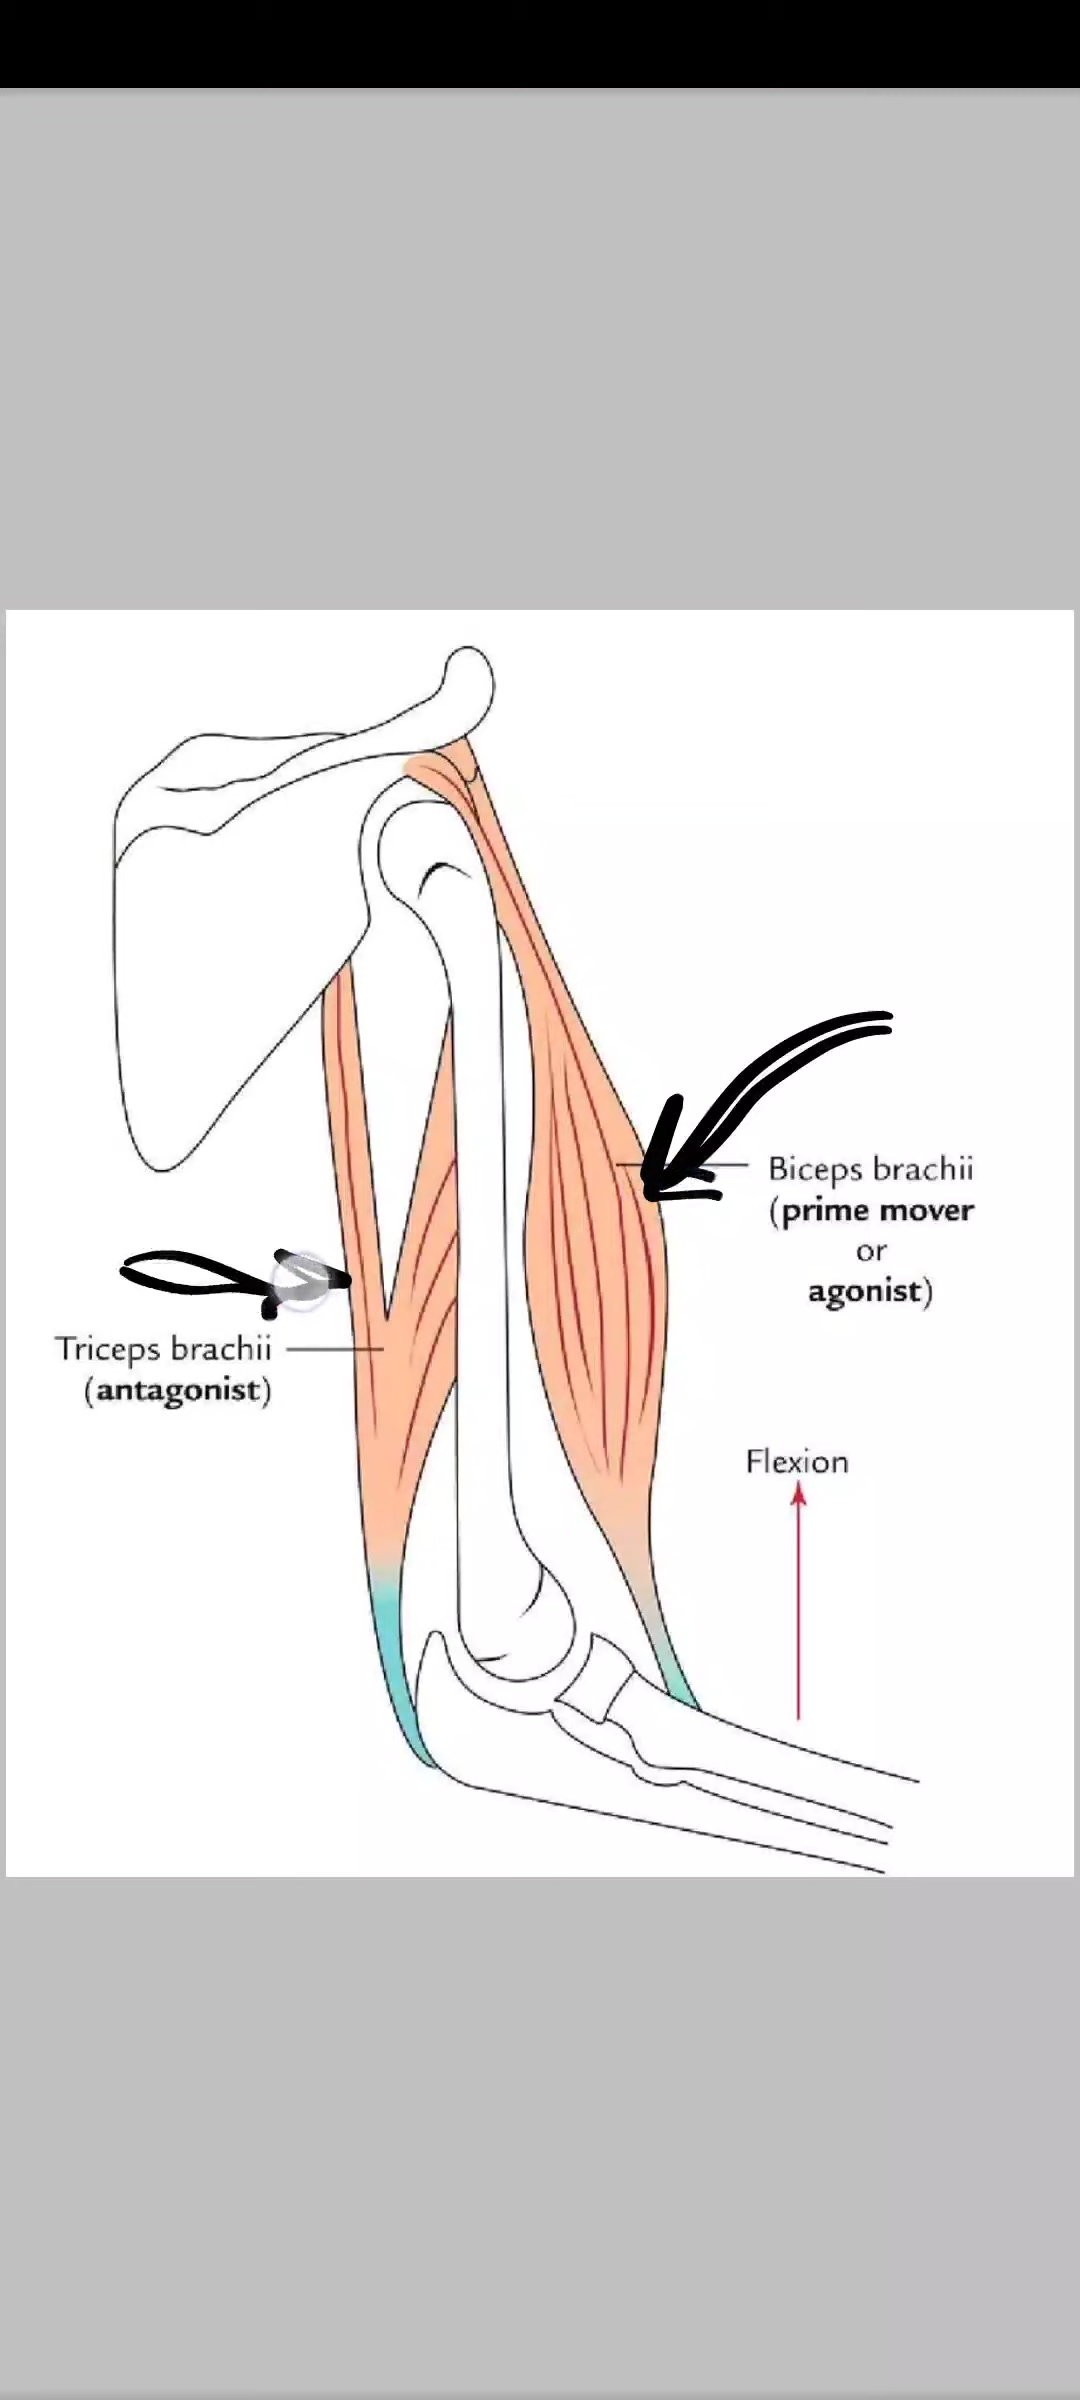 Biceps brachii
(prime mover
or
agonist)
Triceps brachii
(antagonist)
Flexion